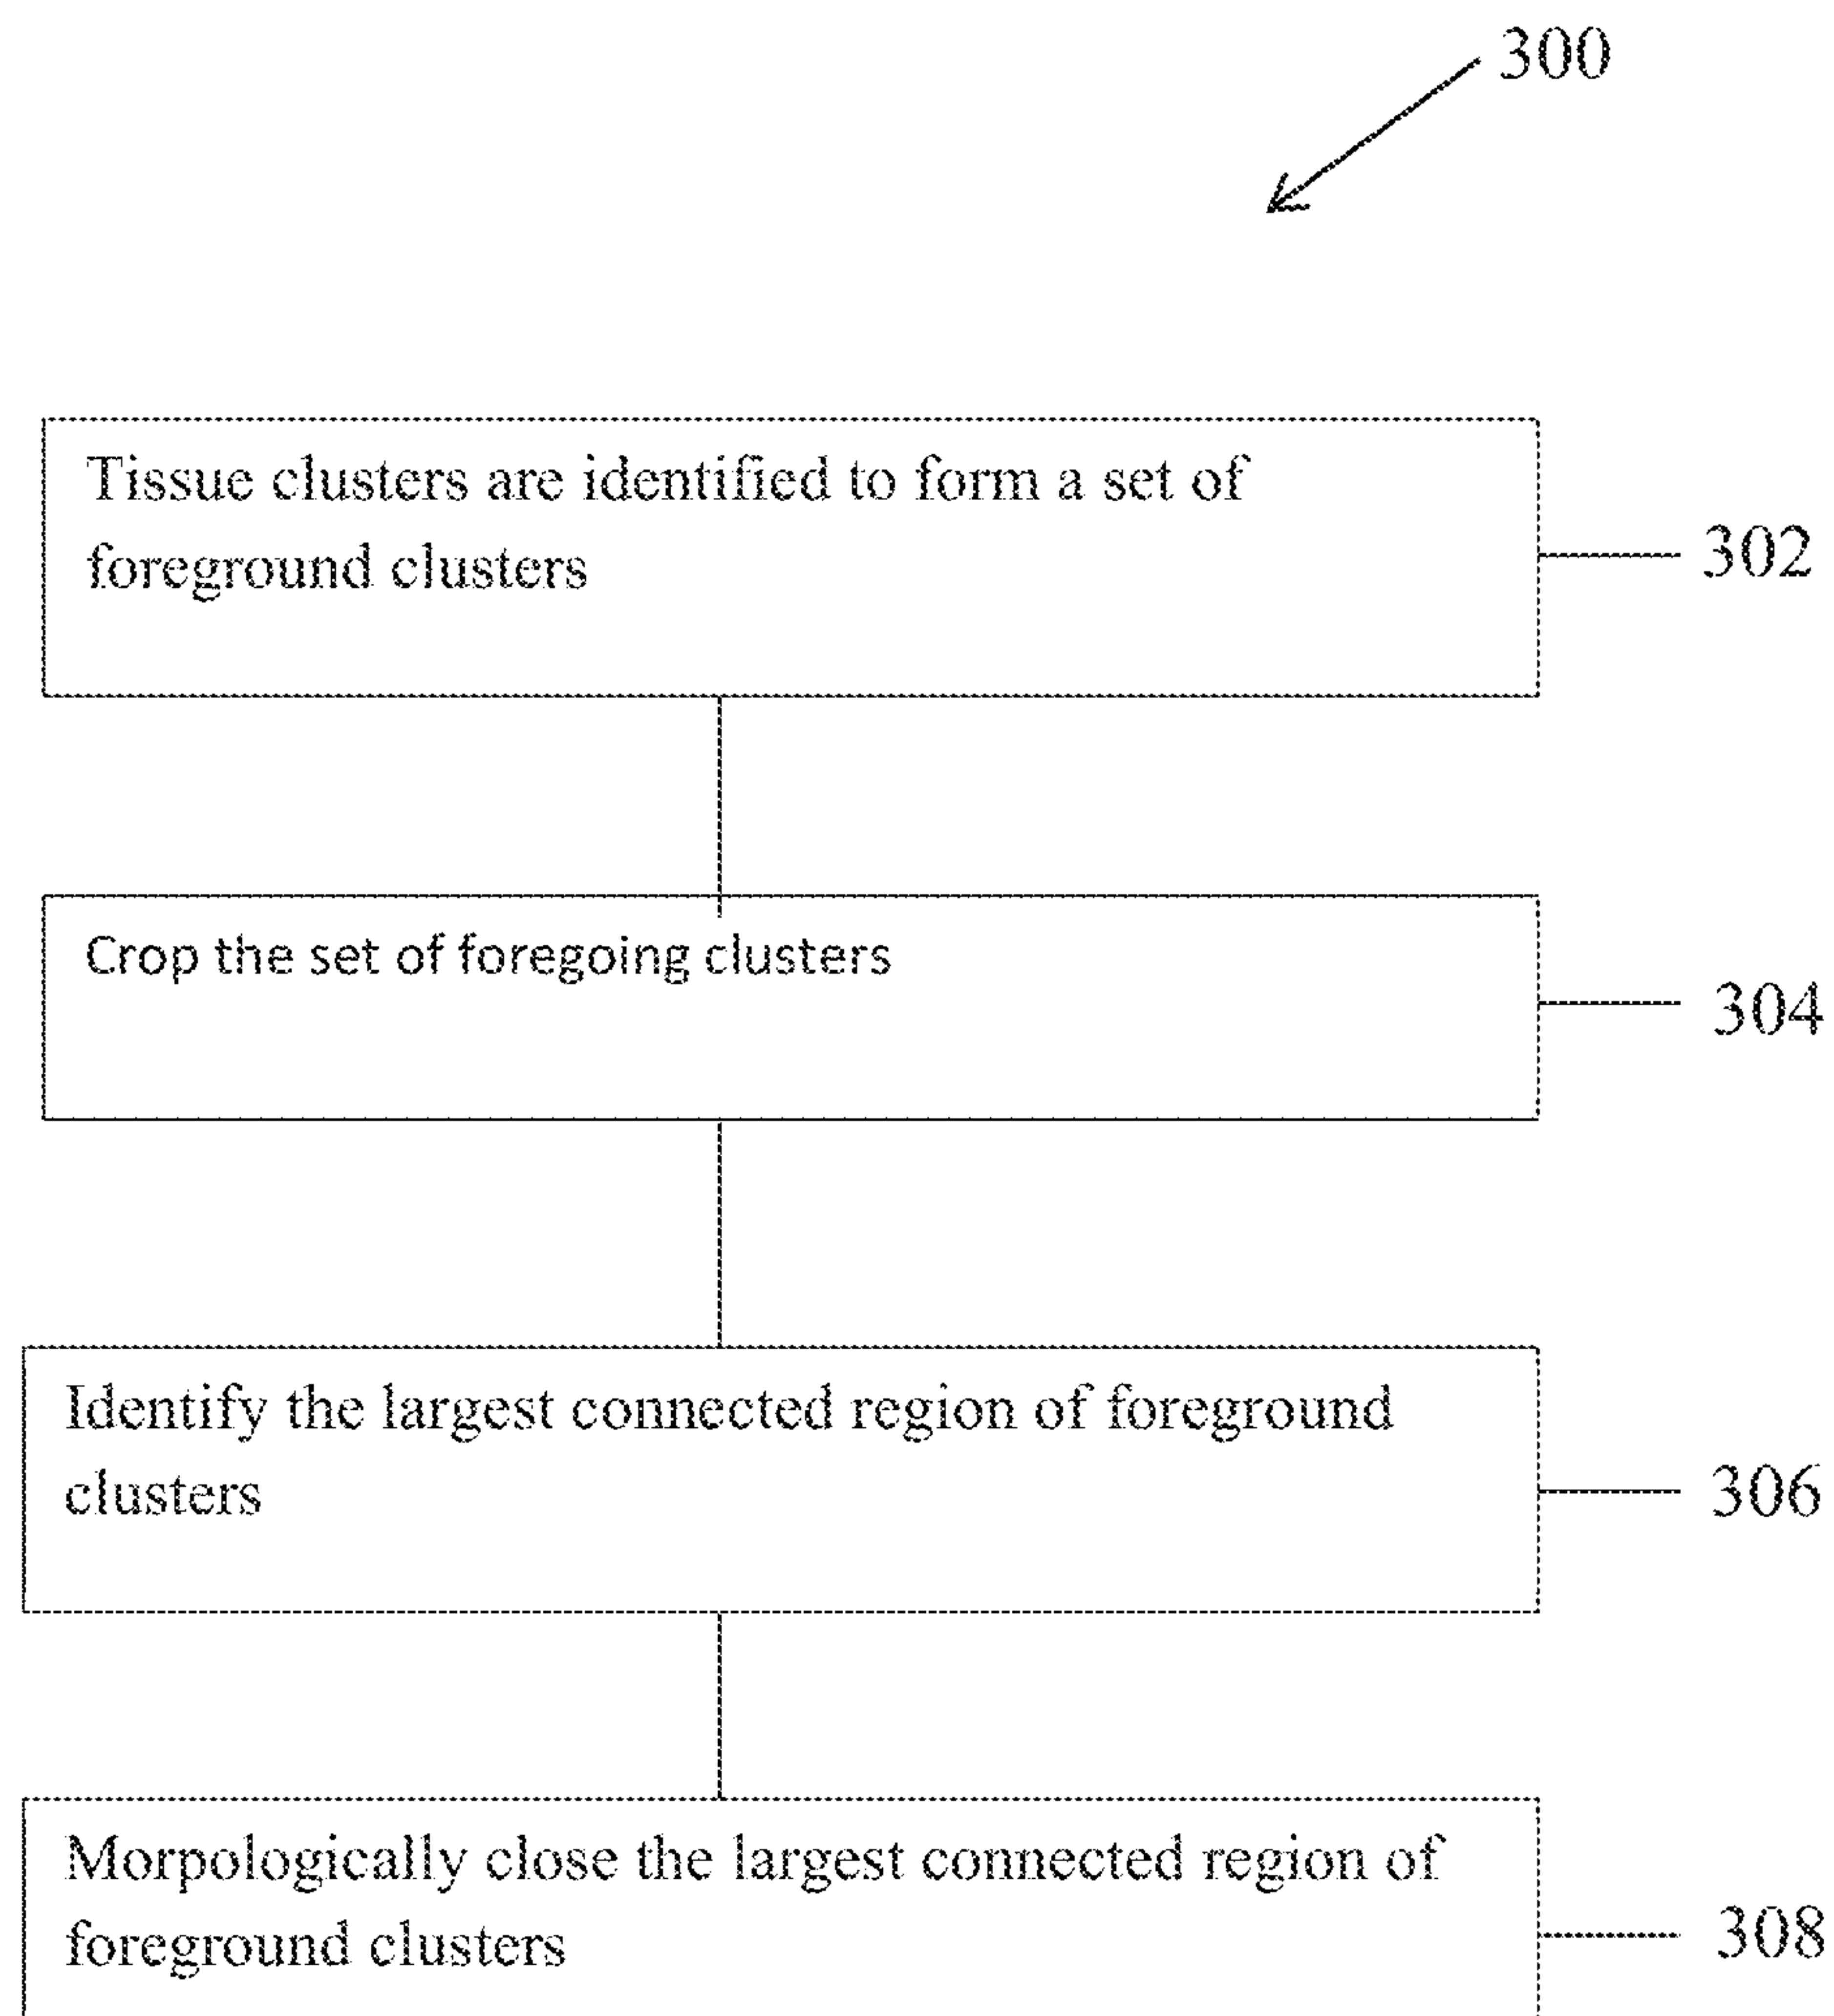 300
Tissue clusters are identified to form a set of
foreground clusters
302
Crop the set of foregoing clusters
304
Identify the largest connected region of foreground
clusters
306
Morpologically close the largest connected region of
foreground clusters
308